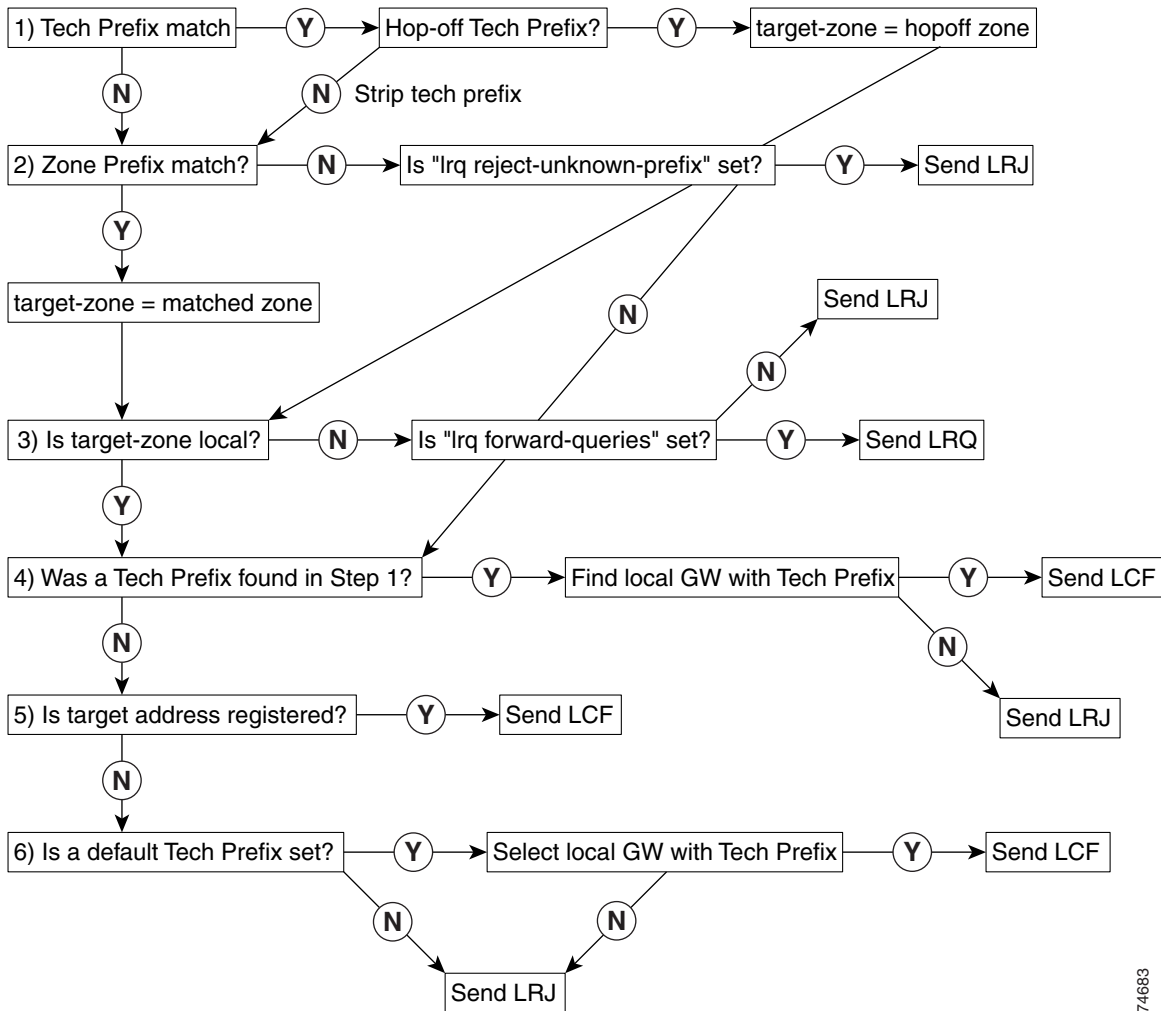 1) Tech Prefix match
Y
Hop-off Tech Prefix?
Y
target-zone = hopoff zone
N
N
Strip tech prefix
2) Zone Prefix match?
N
Is "lrq reject-unknown-prefix" set?
Y
Send LRJ
Y
target-zone = matched zone
N
Send LRJ
N
3) Is target-zone local?
N
Is "lrq forward-queries" set?
Y
Send LRQ
Y
4) Was a Tech Prefix found in Step 1?
Y
Find local GW with Tech Prefix
Y
Send LCF
N
N
5) Is target address registered?
Y
Send LCF
Send LRJ
N
6) Is a default Tech Prefix set?
Y
Select local GW with Tech Prefix
Y
Send LCF
N
N
Send LRJ
74683